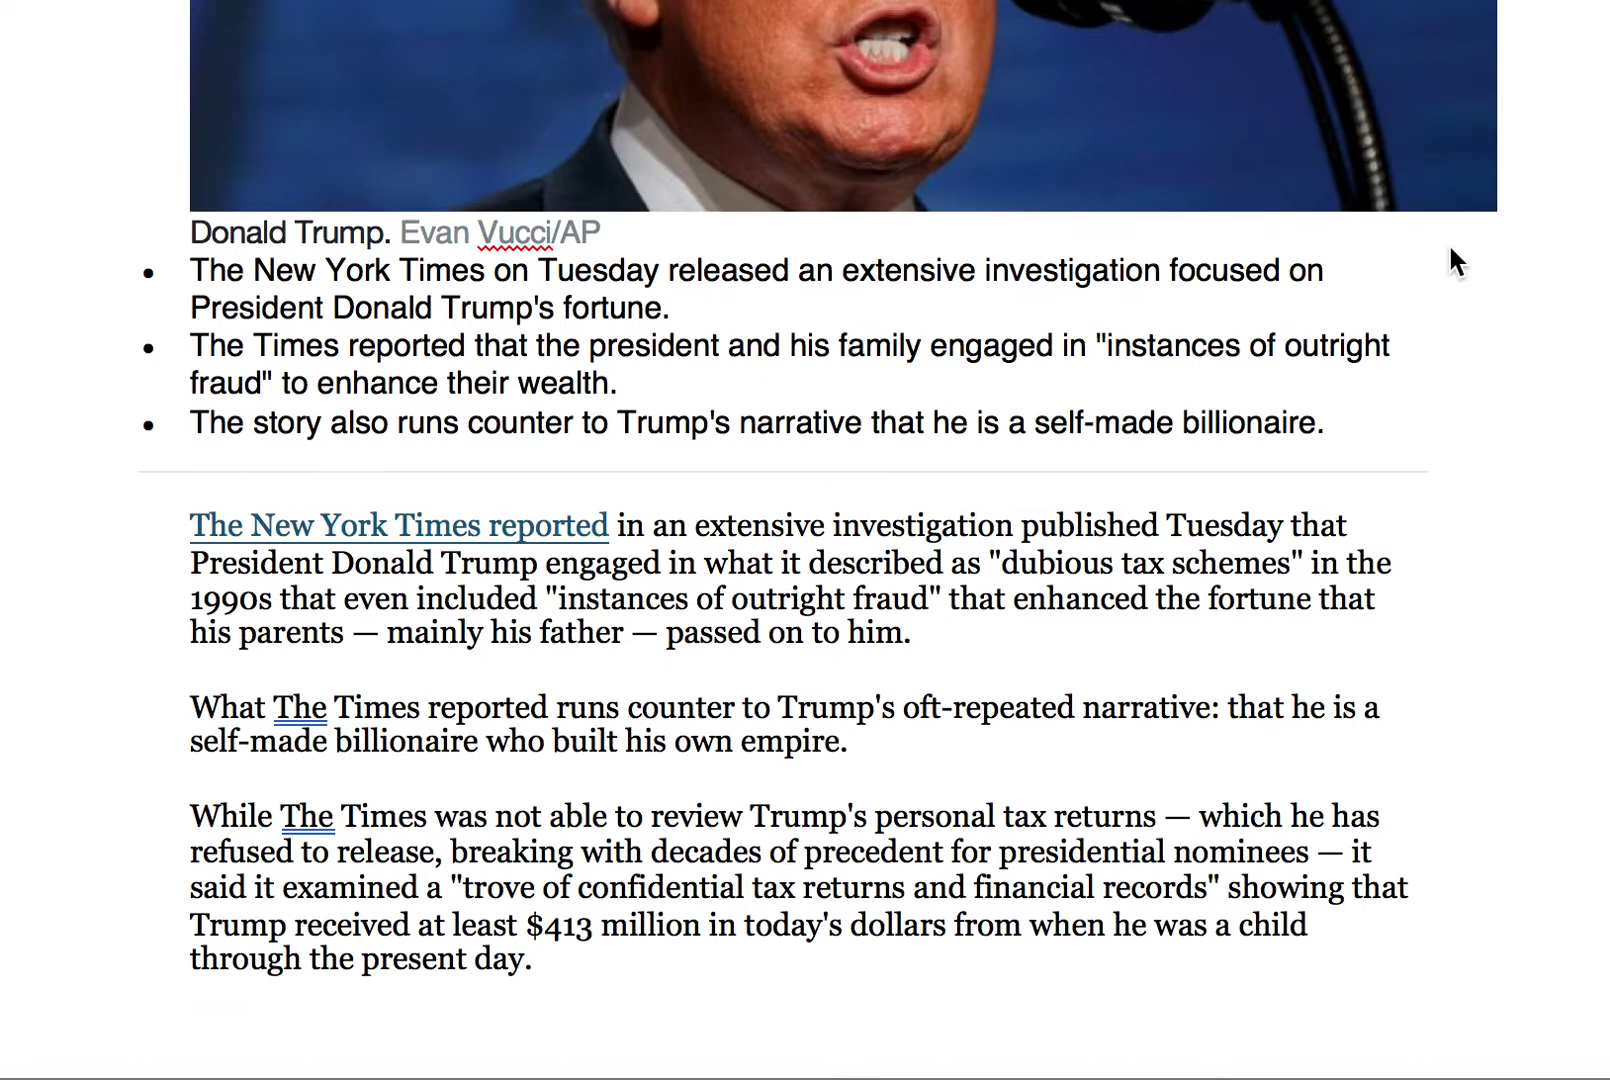 Donald Trump. Evan Vucci/AP
• The New York Times on Tuesday released an extensive investigation focused on
President Donald Trump's fortune.
• The Times reported that the president and his family engaged in "instances of outright
fraud" to enhance their wealth.
• The story also runs counter to Trump's narrative that he is a self-made billionaire.
The New York Times reported in an extensive investigation published Tuesday that
President Donald Trump engaged in what it described as "dubious tax schemes" in the
1990s that even included "instances of outright fraud" that enhanced the fortune that
his parents — mainly his father — passed on to him.
What The Times reported runs counter to Trump's oft-repeated narrative: that he is a
self-made billionaire who built his own empire.
While The Times was not able to review Trump's personal tax returns — which he has
refused to release, breaking with decades of precedent for presidential nominees — it
said it examined a "trove of confidential tax returns and financial records" showing that
Trump received at least $413 million in today's dollars from when he was a child
through the present day.